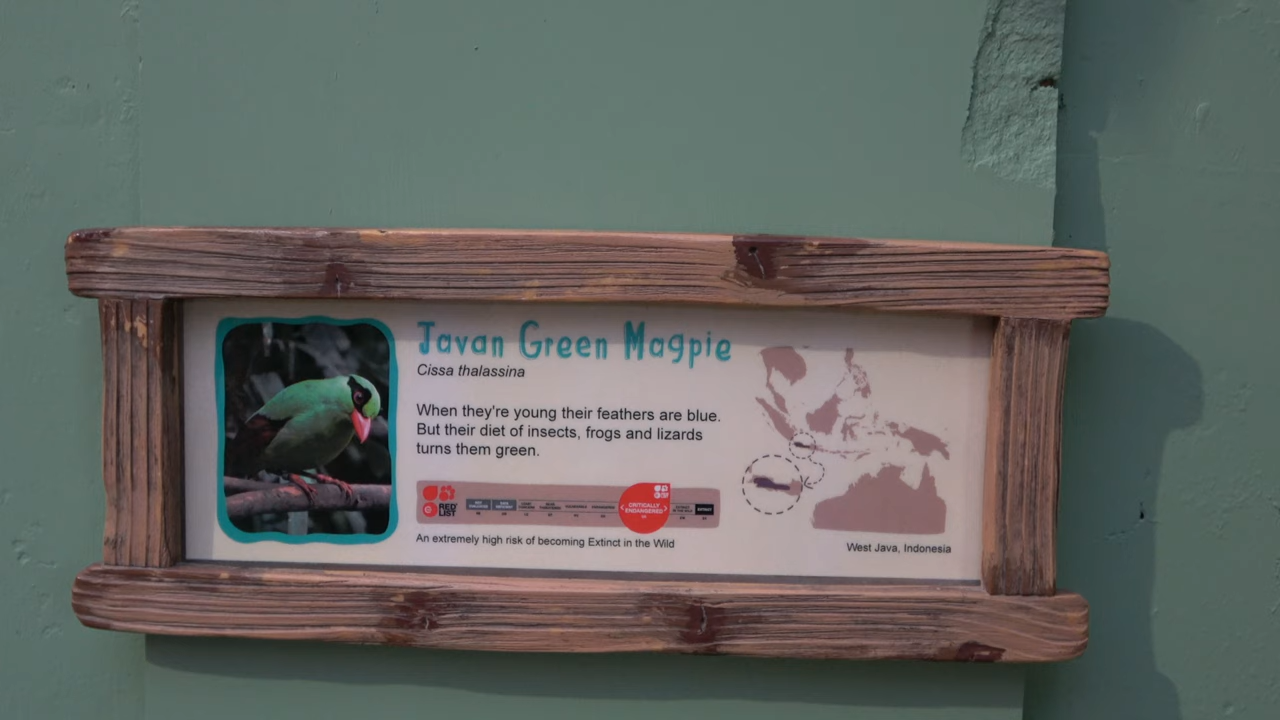 Javan Green Magpie
Cissa thalassina
When they're young their feathers are blue.
But their diet of insects, frogs and lizards
turns them green.
RED
LIST
CRITICALLY
ENDANGERED
EXTINCT
An extremely high risk of becoming Extinct in the Wild
West Java, Indonesia